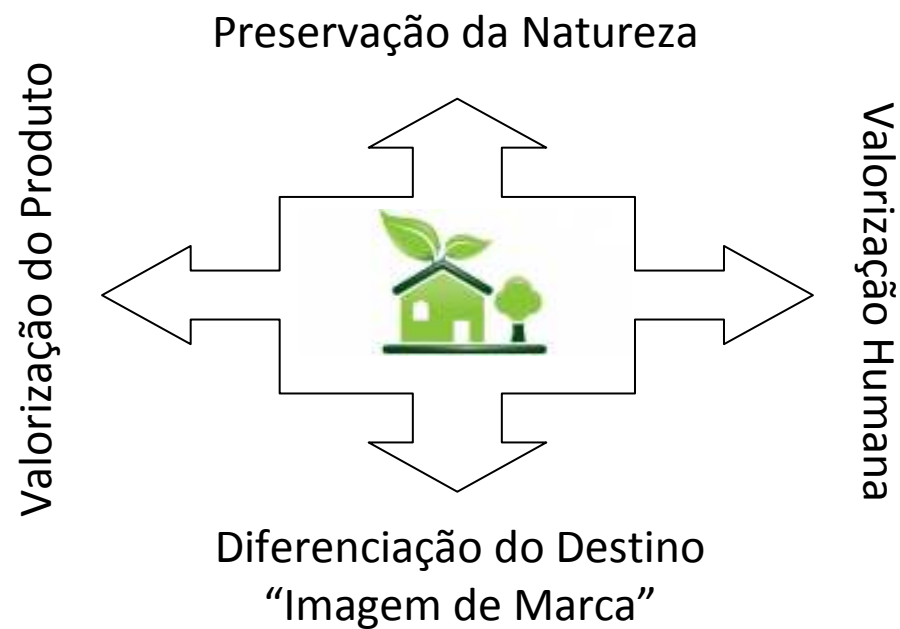 Preservação da Natureza
Valorização do Produto
Valorização Humana
Diferenciação do Destino
“Imagem de Marca”